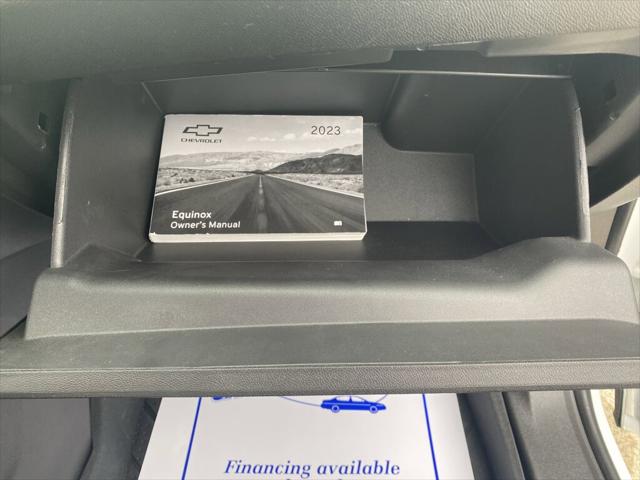 CHEVROLET
2023
Equinox
Owner's Manual
Financing available